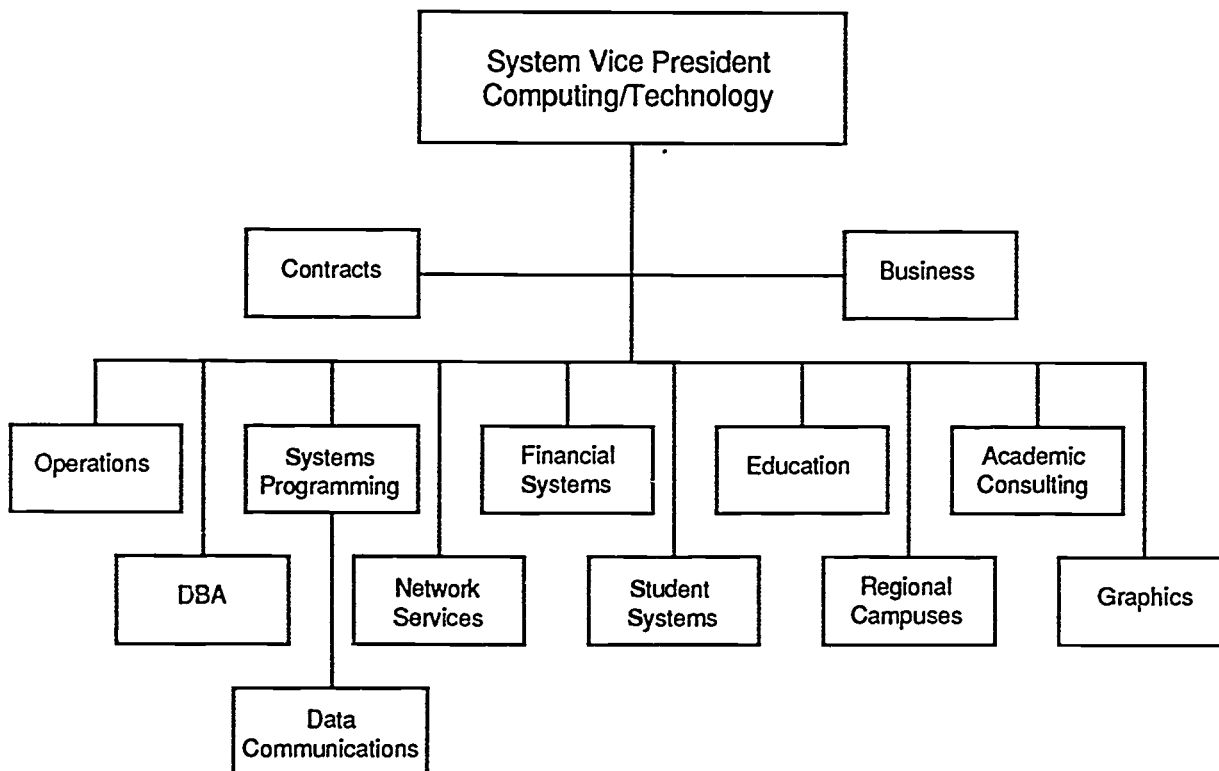 System Vice President
Computing/Technology
Contracts
Business
Operations
Systems
Programming
Financial
Systems
Education
Academic
Consulting
DBA
Network
Services
Student
Systems
Regional
Campuses
Graphics
Data
Communications